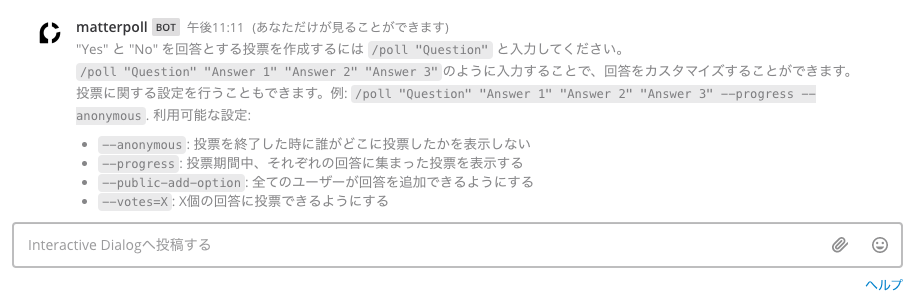 matterpoll BOT 午後11:11 (あなただけが見ることができます)
"Yes" と "No" を回答とする投票を作成するには /poll "Question" と入力してください。
/poll "Question" "Answer 1" "Answer 2" "Answer 3"のように入力することで、回答をカスタマイズすることができます。
投票に関する設定を行うこともできます。例: /poll "Question" "Answer 1" "Answer 2" "Answer 3" --progress --
anonymous. 利用可能な設定:
• --anonymous: 投票を終了した時に誰がどこに投票したかを表示しない
• --progress: 投票期間中、それぞれの回答に集まった投票を表示する
• --public-add-option: 全てのユーザーが回答を追加できるようにする
• --votes=X: X個の回答に投票できるようにする
Interactive Dialogへ投稿する
ヘルプ